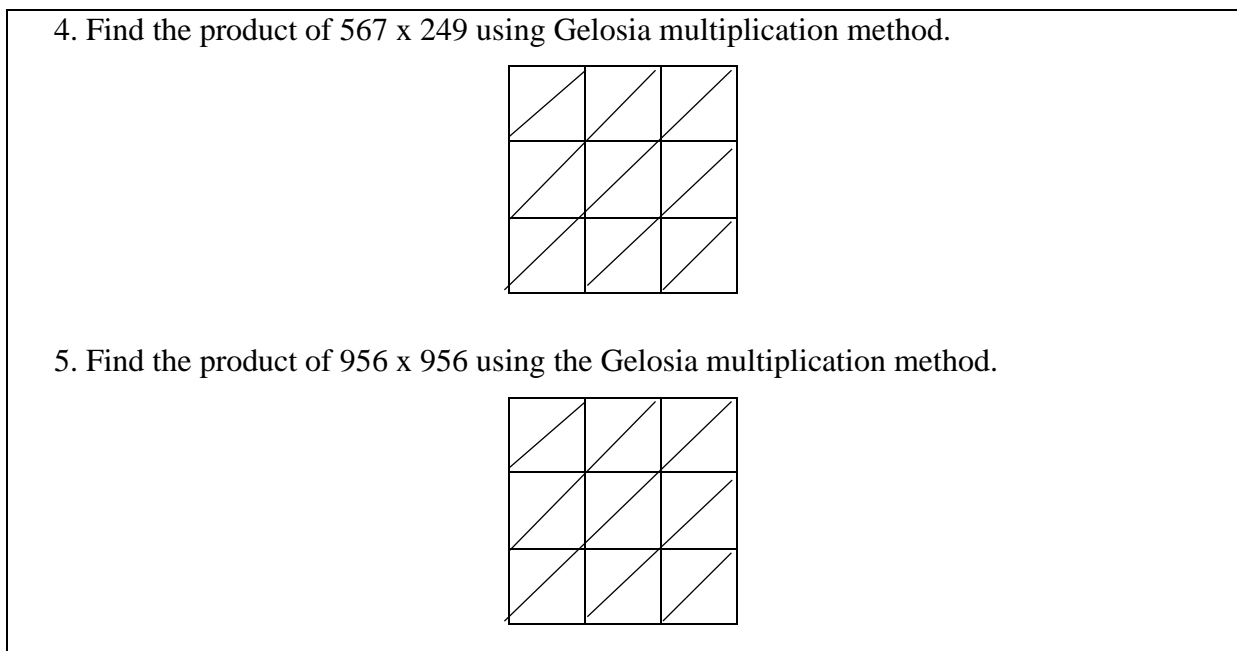 4. Find the product of 567 x 249 using Gelosia multiplication method.
5. Find the product of 956 x 956 using the Gelosia multiplication method.